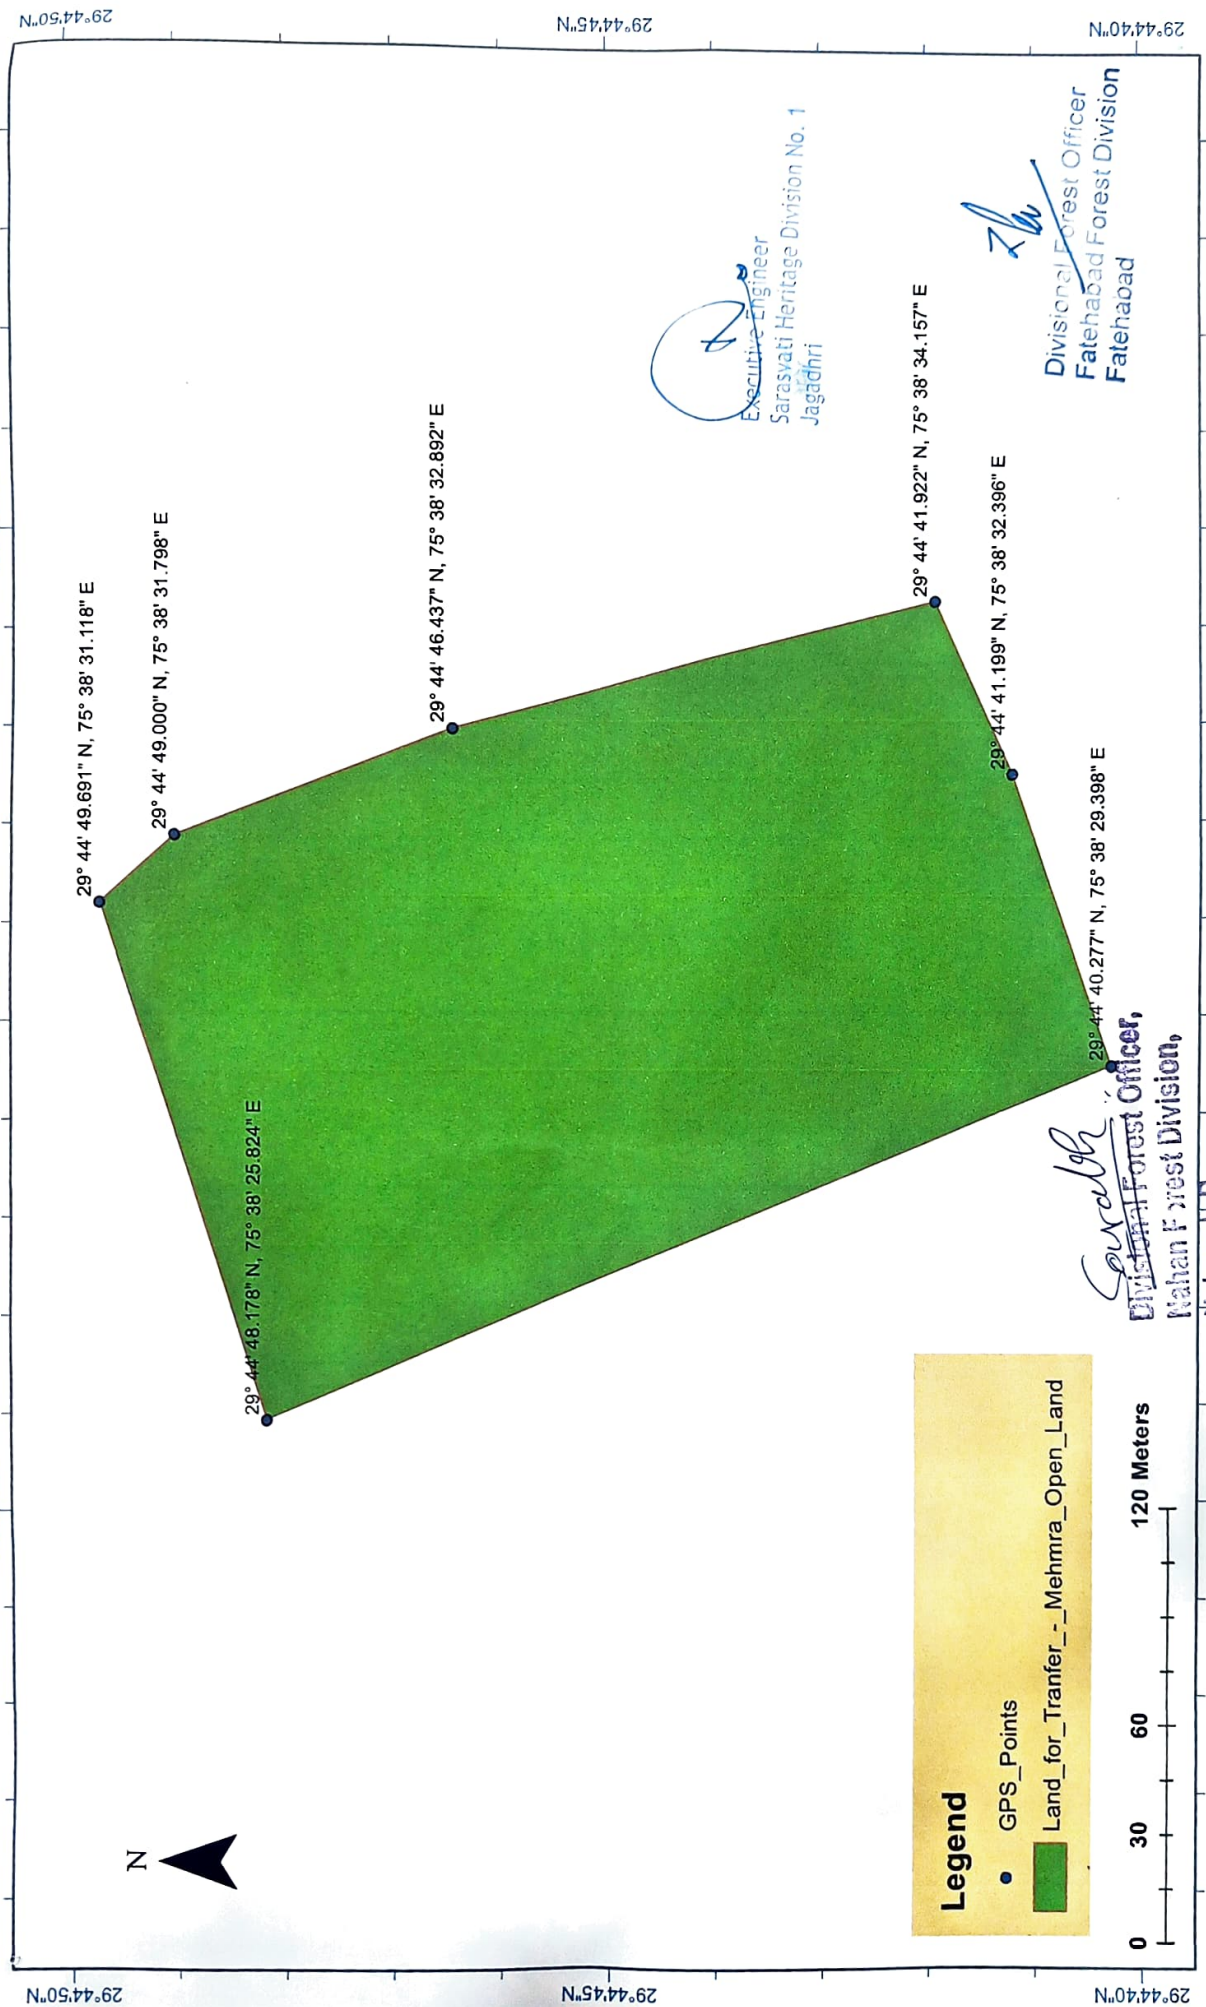 29°44'50"N
29°44'45"N
29°44'40"N
29°44'50"N
29°44'45"N
29°44'40"N
N
29° 44' 49.691" N, 75° 38' 31.118" E
29° 44' 49.000" N, 75° 38' 31.798" E
29° 44' 48.178" N, 75° 38' 25.824" E
29° 44' 46.437" N, 75° 38' 32.892" E
29° 44' 41.922" N, 75° 38' 34.157" E
29° 44' 41.199" N, 75° 38' 32.396" E
29° 44' 40.277" N, 75° 38' 29.398" E
Executive Engineer
Sarasvati Heritage Division No. 1
Jagadhri
Divisional Forest Officer
Fatehabad Forest Division
Fatehabad
Divisional Forest Officer,
Nahan Forest Division,
Legend
GPS_Points
Land_for_Tranfer_-_Mehmra_Open_Land
0 30 60 120 Meters